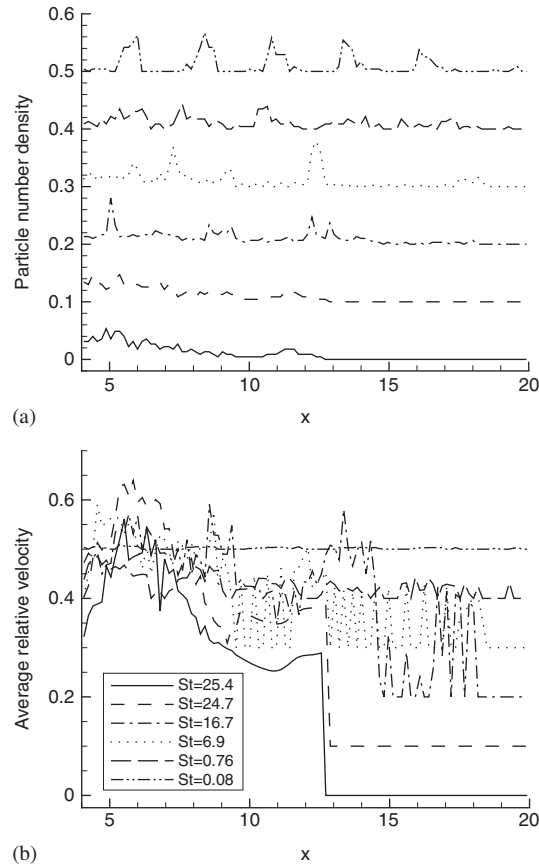 0.6
0.5
0.4
0.3
0.2
0.1
0
Particle number density
5
10
15
20
x
(a)
0.6
0.4
0.2
0
Average relative velocity
St=25.4
St=24.7
St=16.7
St=6.9
St=0.76
St=0.08
5
10
15
20
x
(b)